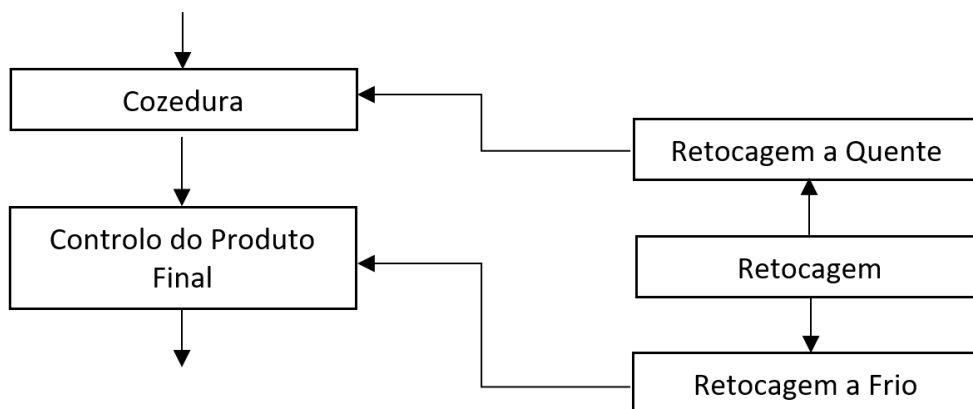 Cozedura
Retocagem a Quente
Controlo do Produto
Final
Retocagem
Retocagem a Frio